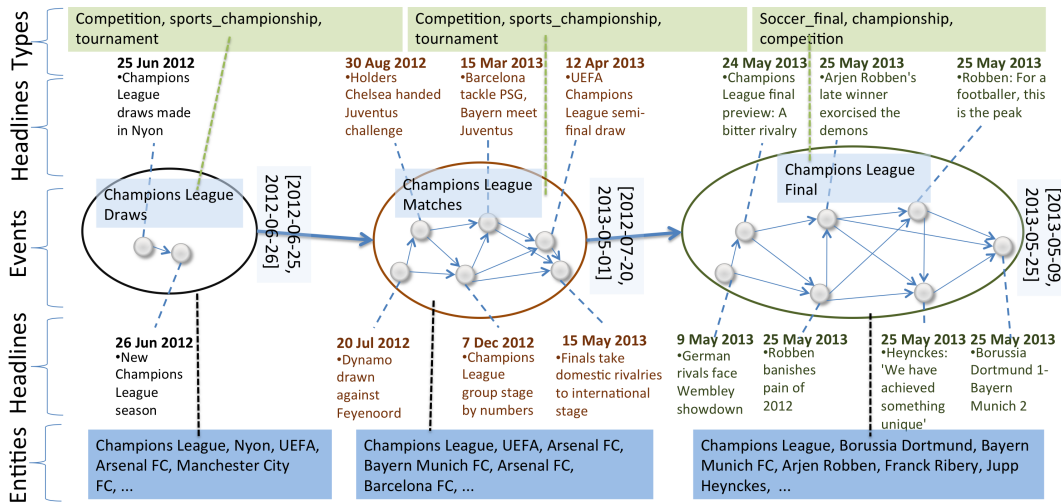 Types
Competition, sports_championship,
tournament
Competition, sports_championship,
tournament
Soccer_final, championship,
competition
Headlines
25 Jun 2012
•Champions
League
draws made
in Nyon
30 Aug 2012
•Holders
Chelsea handed
Juventus
challenge
15 Mar 2013
•Barcelona
tackle PSG,
Bayern meet
Juventus
12 Apr 2013
•UEFA
Champions
League semi-
final draw
24 May 2013
•Champions
League final
preview: A
bitter rivalry
25 May 2013
•Arjen Robben's
late winner
exorcised the
demons
25 May 2013
•Robben: For a
footballer, this
is the peak
Events
Champions League
Draws
[2012-06-25,
2012-06-26]
Champions League
Matches
[2012-07-20,
2013-05-01]
Champions League
Final
[2013-05-09,
2013-05-25]
Headlines
26 Jun 2012
•New
Champions
League
season
20 Jul 2012
•Dynamo
drawn
against
Feyenoord
7 Dec 2012
•Champions
League
group stage
by numbers
15 May 2013
•Finals take
domestic rivalries
to international
stage
9 May 2013
•German
rivals face
Wembley
showdown
25 May 2013
•Robben
banishes
pain of
2012
25 May 2013
•Heynckes:
'We have
achieved
something
unique'
25 May 2013
•Borussia
Dortmund 1-
Bayern
Munich 2
Entities
Champions League, Nyon, UEFA,
Arsenal FC, Manchester City
FC, ...
Champions League, UEFA, Arsenal FC,
Bayern Munich FC, Arsenal FC,
Barcelona FC, ...
Champions League, Borussia Dortmund, Bayern
Munich FC, Arjen Robben, Franck Ribery, Jupp
Heynckes, ...